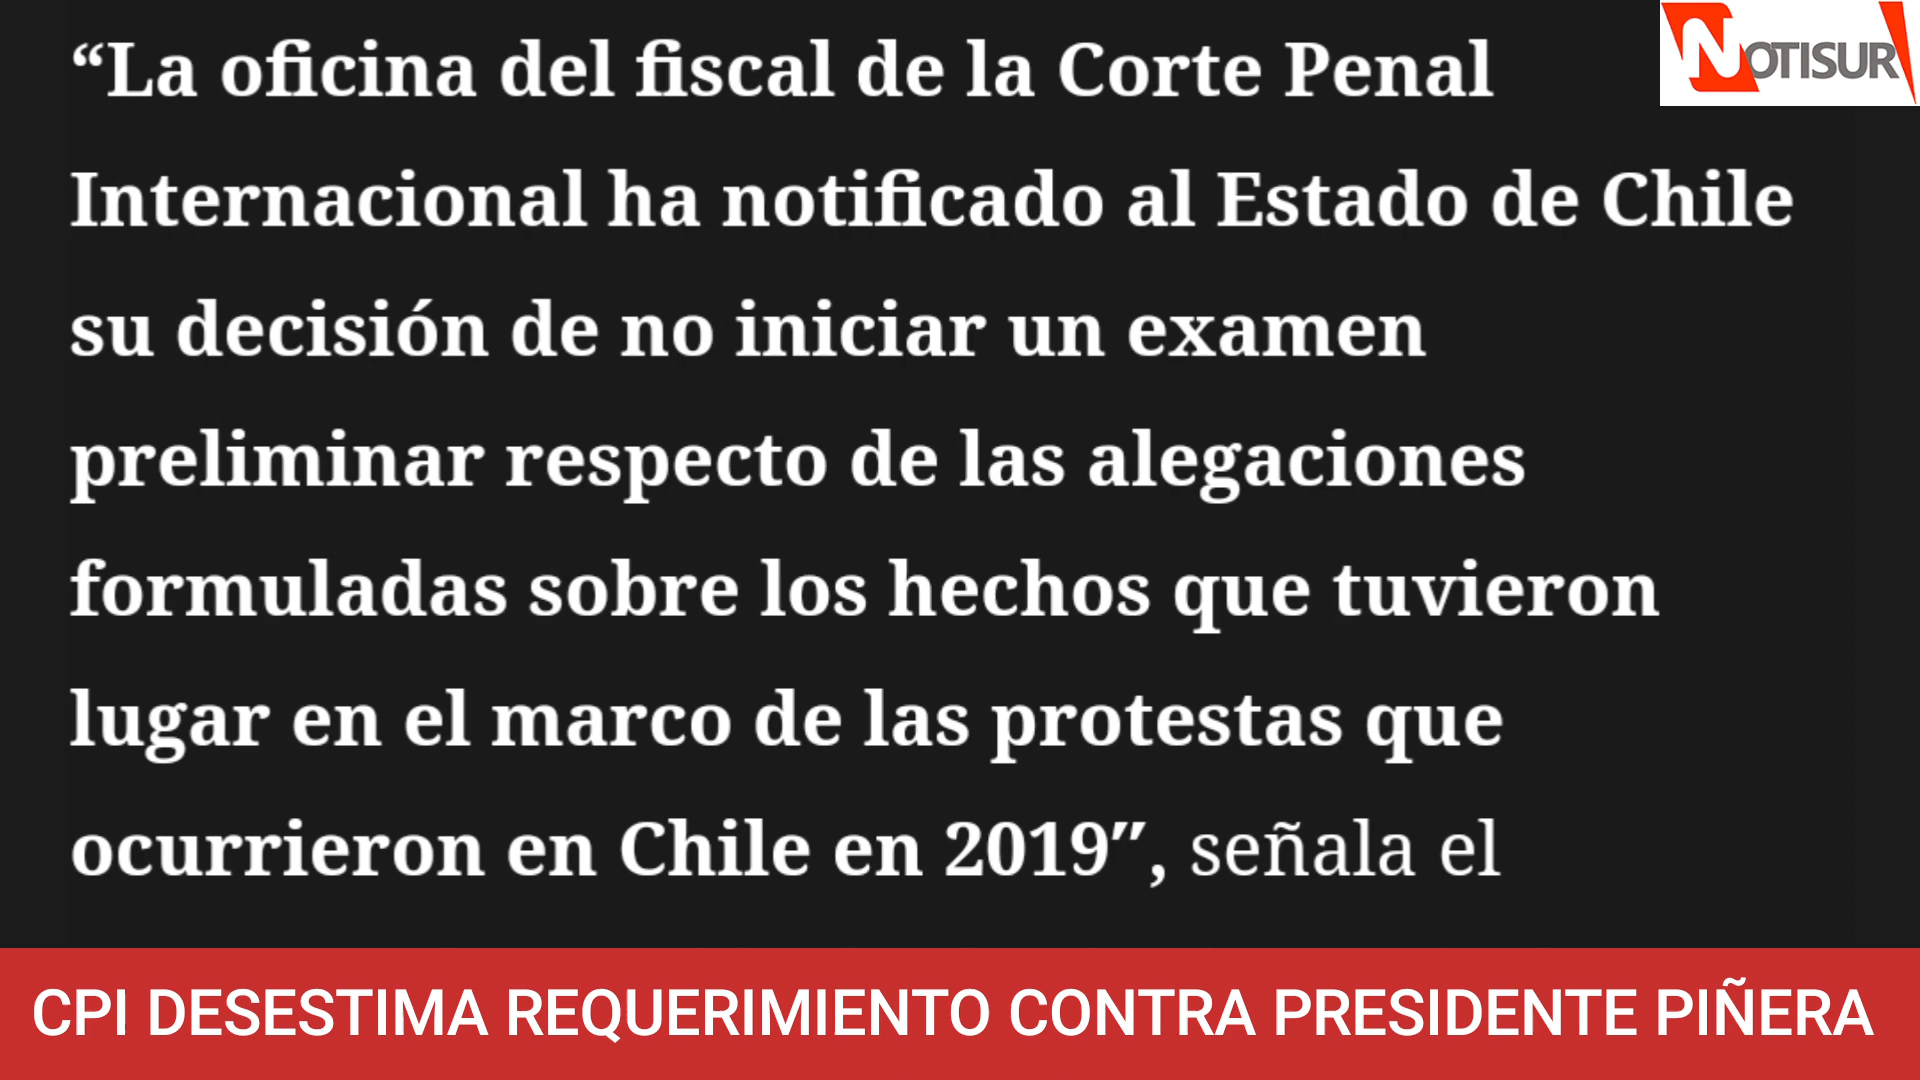 “La oficina del fiscal de la Corte Penal
Internacional ha notificado al Estado de Chile
su decisión de no iniciar un examen
preliminar respecto de las alegaciones
formuladas sobre los hechos que tuvieron
lugar en el marco de las protestas que
ocurrieron en Chile en 2019″, señala el
NOTISUR
CPI DESESTIMA REQUERIMIENTO CONTRA PRESIDENTE PIÑERA